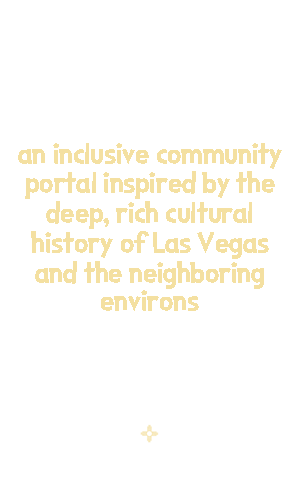 an inclusive community
portal inspired by the
deep, rich cultural
history of Las Vegas
and the neighboring
environs